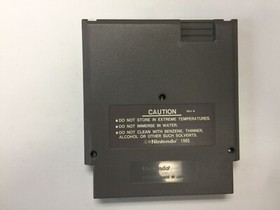 CAUTION
• DO NOT STORE IN EXTREME TEMPERATURES.
• DO NOT IMMERSE IN WATER.
• DO NOT CLEAN WITH BENZENE, THINNER,
ALCOHOL OR OTHER SUCH SOLVENTS.
©Nintendo 1985